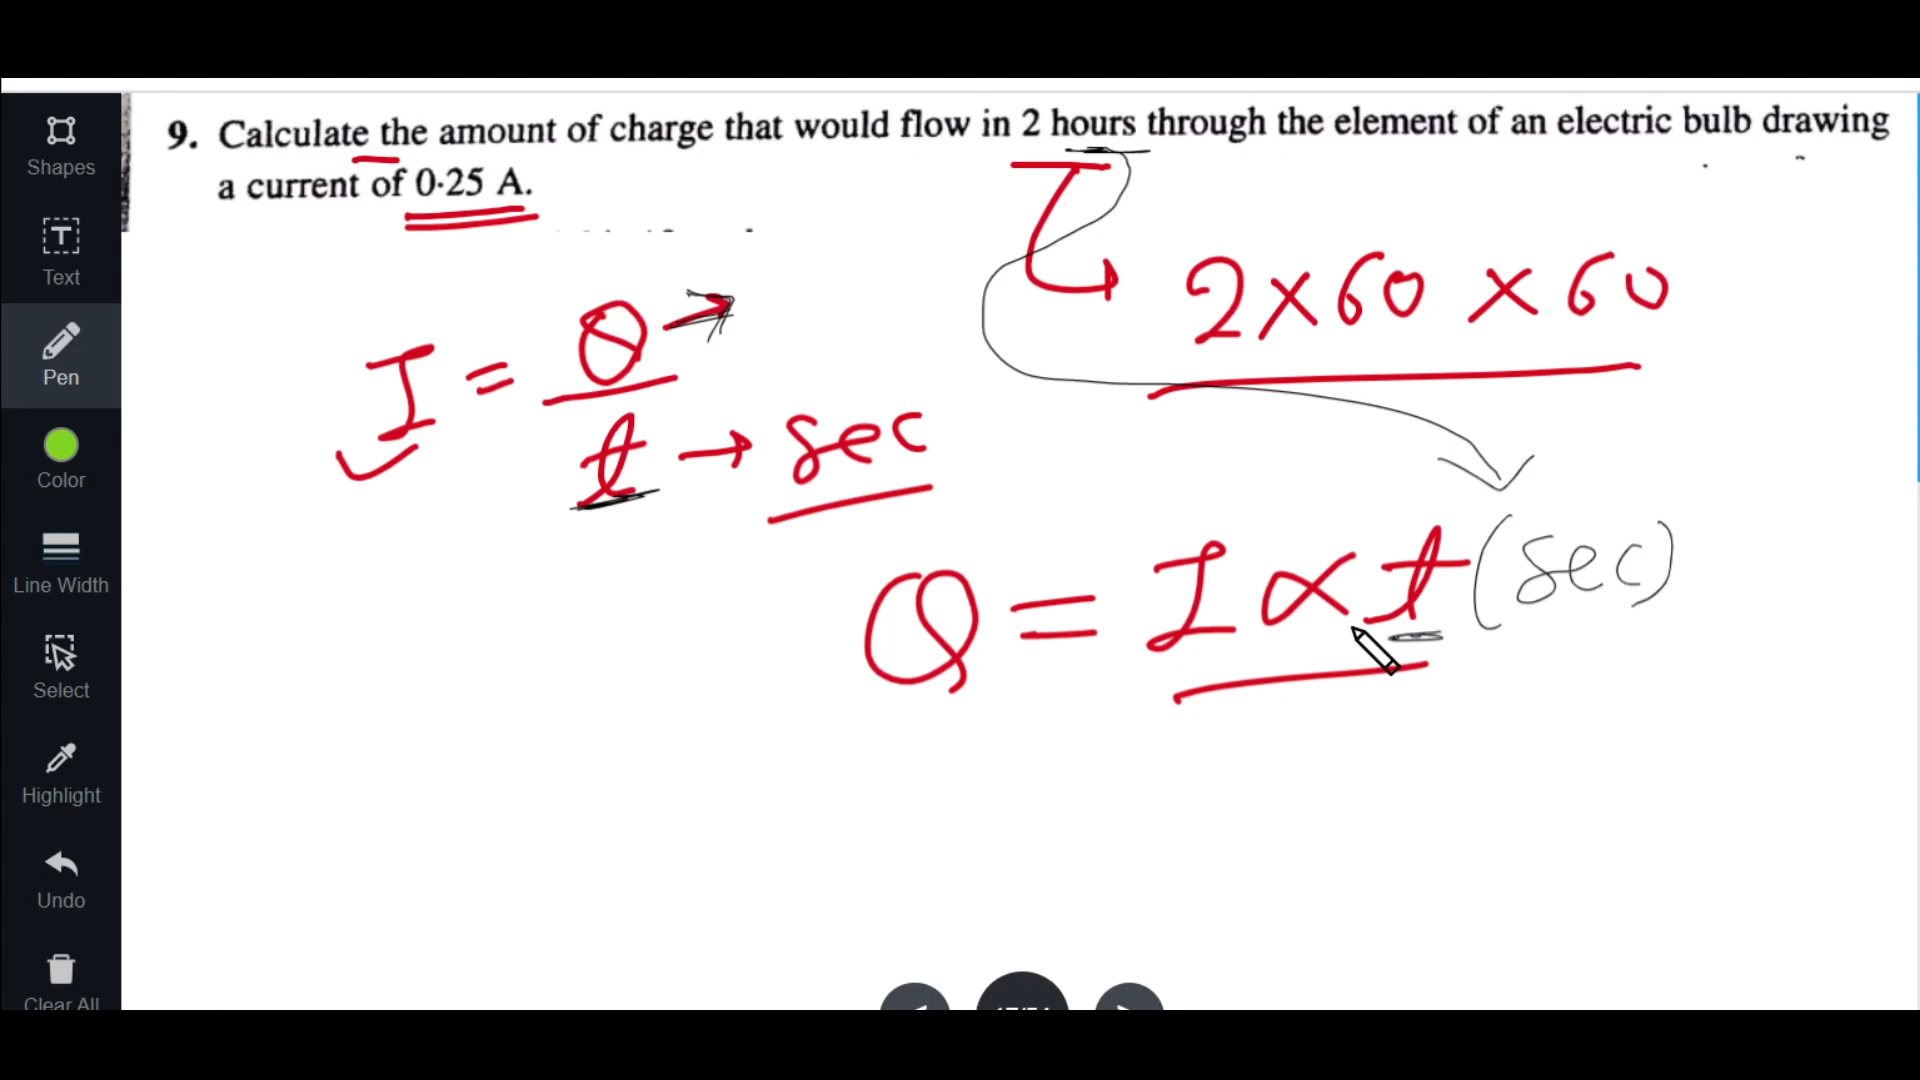 Shapes
Text
Pen
Color
Line Width
Select
Highlight
Undo
Clear All
9. Calculate the amount of charge that would flow in 2 hours through the element of an electric bulb drawing
a current of 0·25 A.
2 × 60 × 60
I = Q
t → sec
Q = I × t (sec)